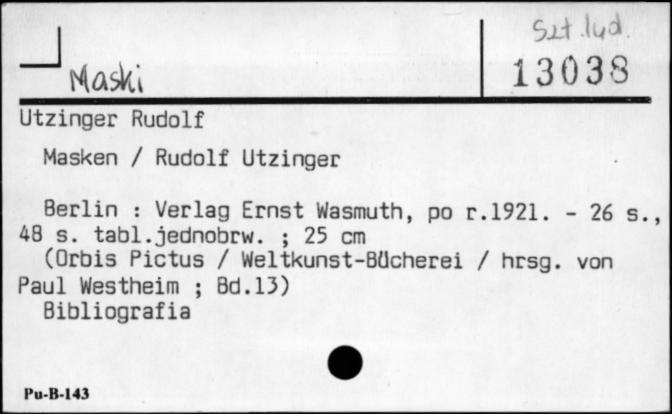 Szt. lud.
Maski
13038
Utzinger Rudolf
Masken / Rudolf Utzinger
Berlin : Verlag Ernst Wasmuth, po r.1921. - 26 s.,
48 s. tabl.jednobrw. ; 25 cm
(Orbis Pictus / Weltkunst-Bücherei / hrsg. von
Paul Westheim ; Bd.13)
Bibliografia
Pu-B-143